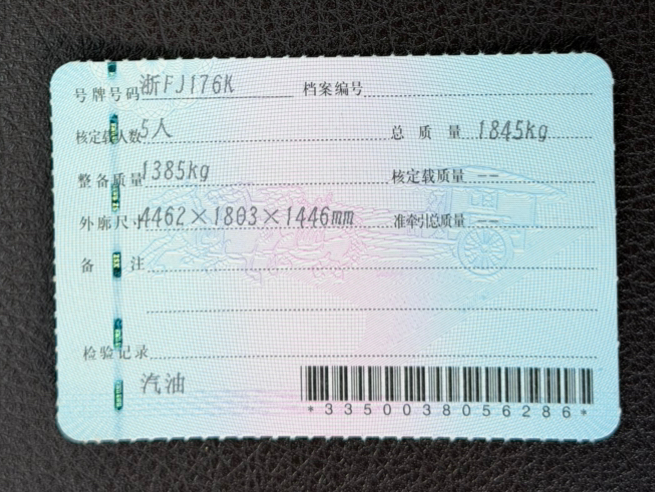 号牌号码 浙FJ176K 档案编号
核定载人数 5人 总质量 1845kg
整备质量 1385kg 核定载质量 --
外廓尺寸 4462×1803×1446mm 准牵引总质量 --
备注
检验记录
汽油
*3350038056286*